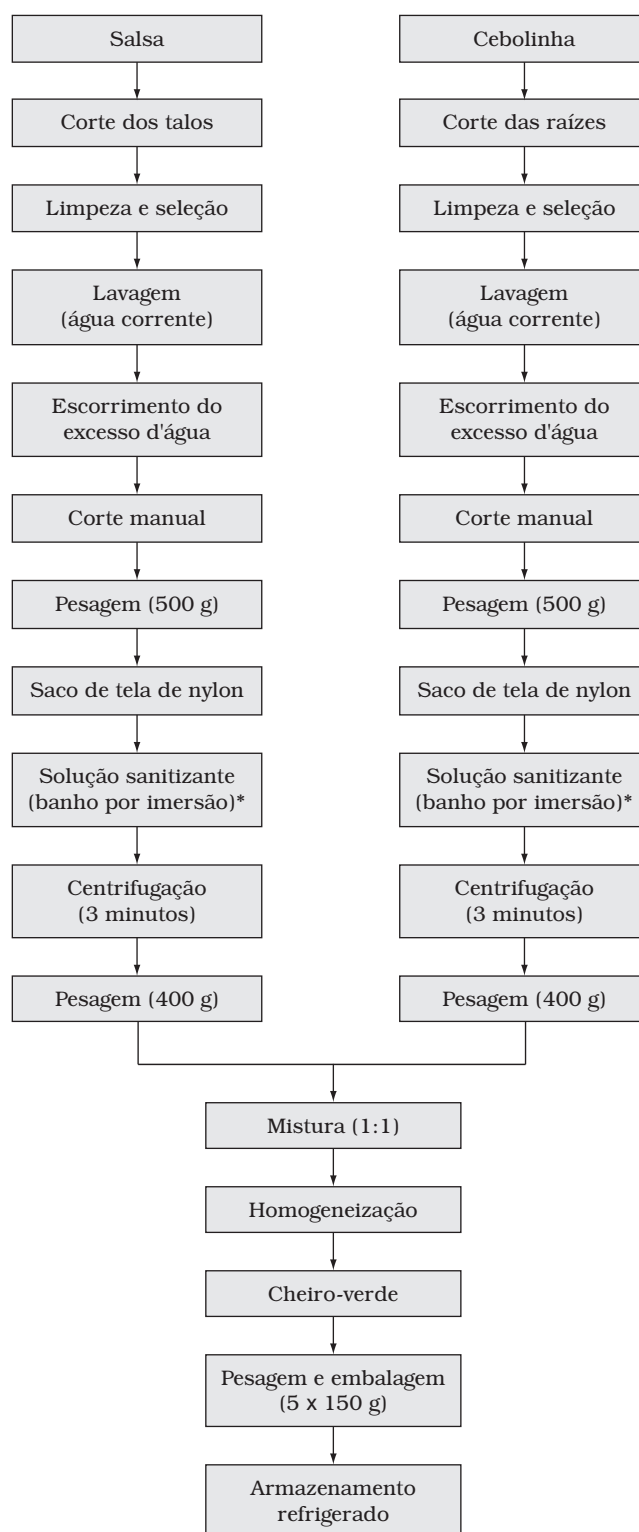 Salsa
Corte dos talos
Limpeza e seleção
Lavagem
(água corrente)
Escorrimento do
excesso d'água
Corte manual
Pesagem (500 g)
Saco de tela de nylon
Solução sanitizante
(banho por imersão)*
Centrifugação
(3 minutos)
Pesagem (400 g)
Cebolinha
Corte das raízes
Limpeza e seleção
Lavagem
(água corrente)
Escorrimento do
excesso d'água
Corte manual
Pesagem (500 g)
Saco de tela de nylon
Solução sanitizante
(banho por imersão)*
Centrifugação
(3 minutos)
Pesagem (400 g)
Mistura (1:1)
Homogeneização
Cheiro-verde
Pesagem e embalagem
(5 x 150 g)
Armazenamento
refrigerado